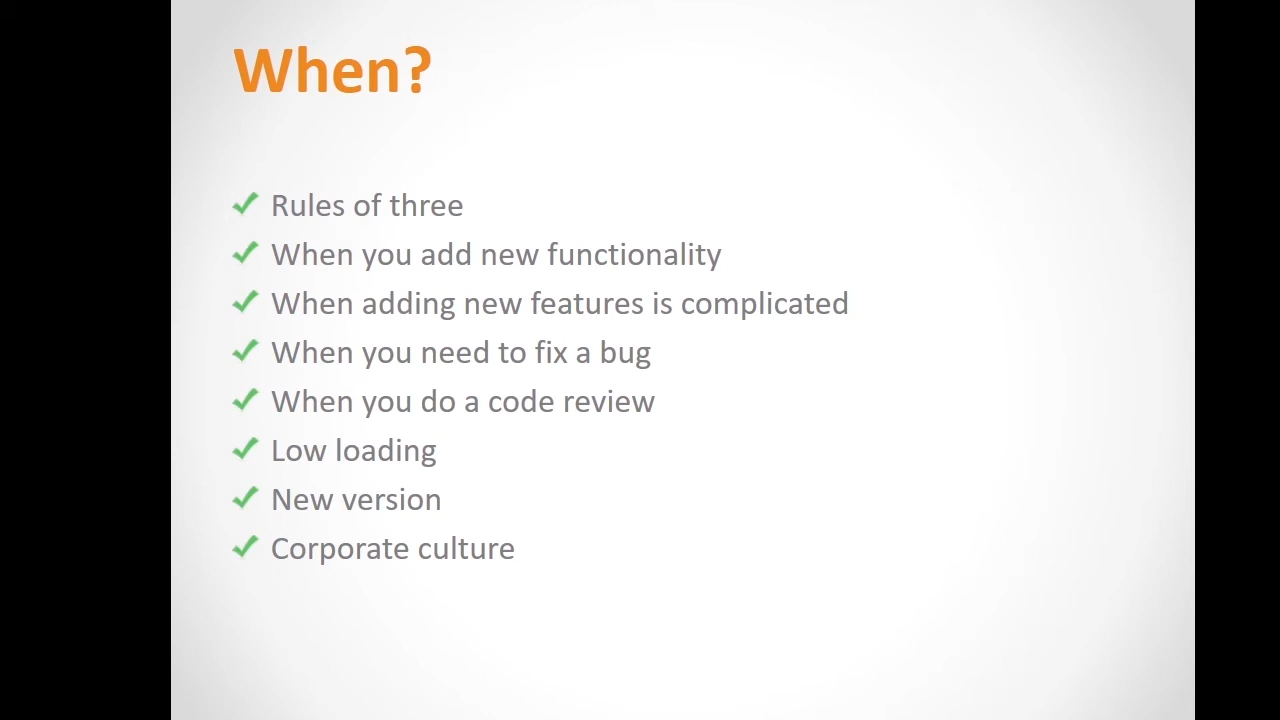 When?
Rules of three
When you add new functionality
When adding new features is complicated
When you need to fix a bug
When you do a code review
Low loading
New version
Corporate culture